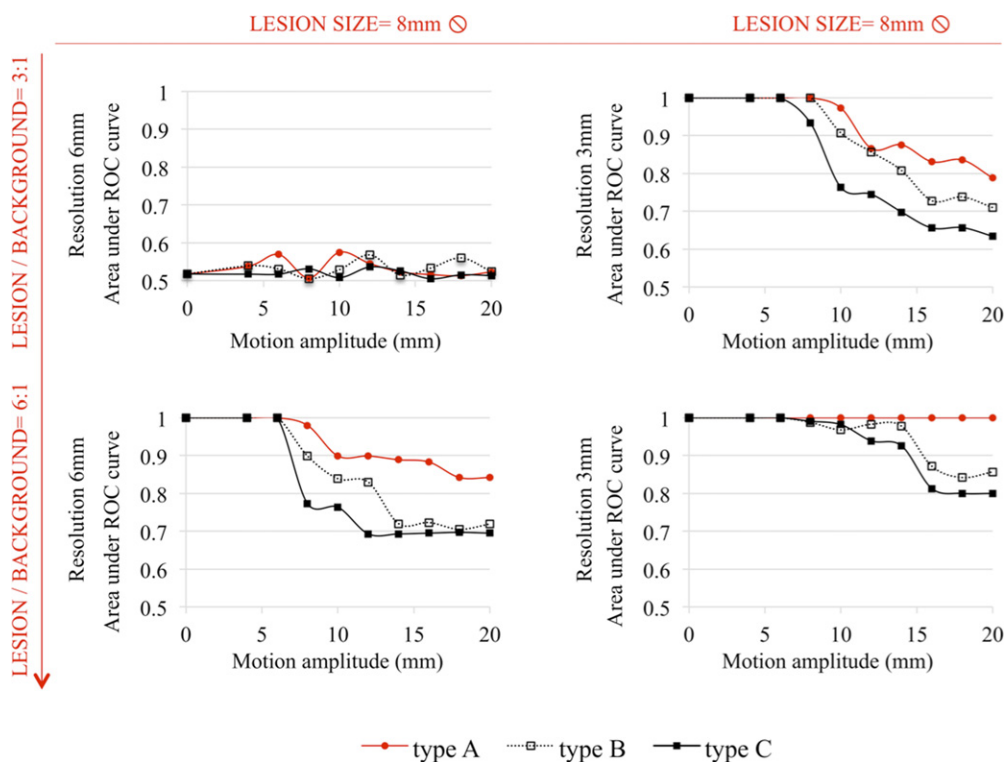 LESION SIZE= 8mm
LESION SIZE= 8mm
LESION / BACKGROUND= 3:1
Resolution 6mm
Area under ROC curve
1
0.9
0.8
0.7
0.6
0.5
0 5 10 15 20
Motion amplitude (mm)
Resolution 3mm
Area under ROC curve
1
0.9
0.8
0.7
0.6
0.5
0 5 10 15 20
Motion amplitude (mm)
LESION / BACKGROUND= 6:1
Resolution 6mm
Area under ROC curve
1
0.9
0.8
0.7
0.6
0.5
0 5 10 15 20
Motion amplitude (mm)
Resolution 3mm
Area under ROC curve
1
0.9
0.8
0.7
0.6
0.5
0 5 10 15 20
Motion amplitude (mm)
type A type B type C